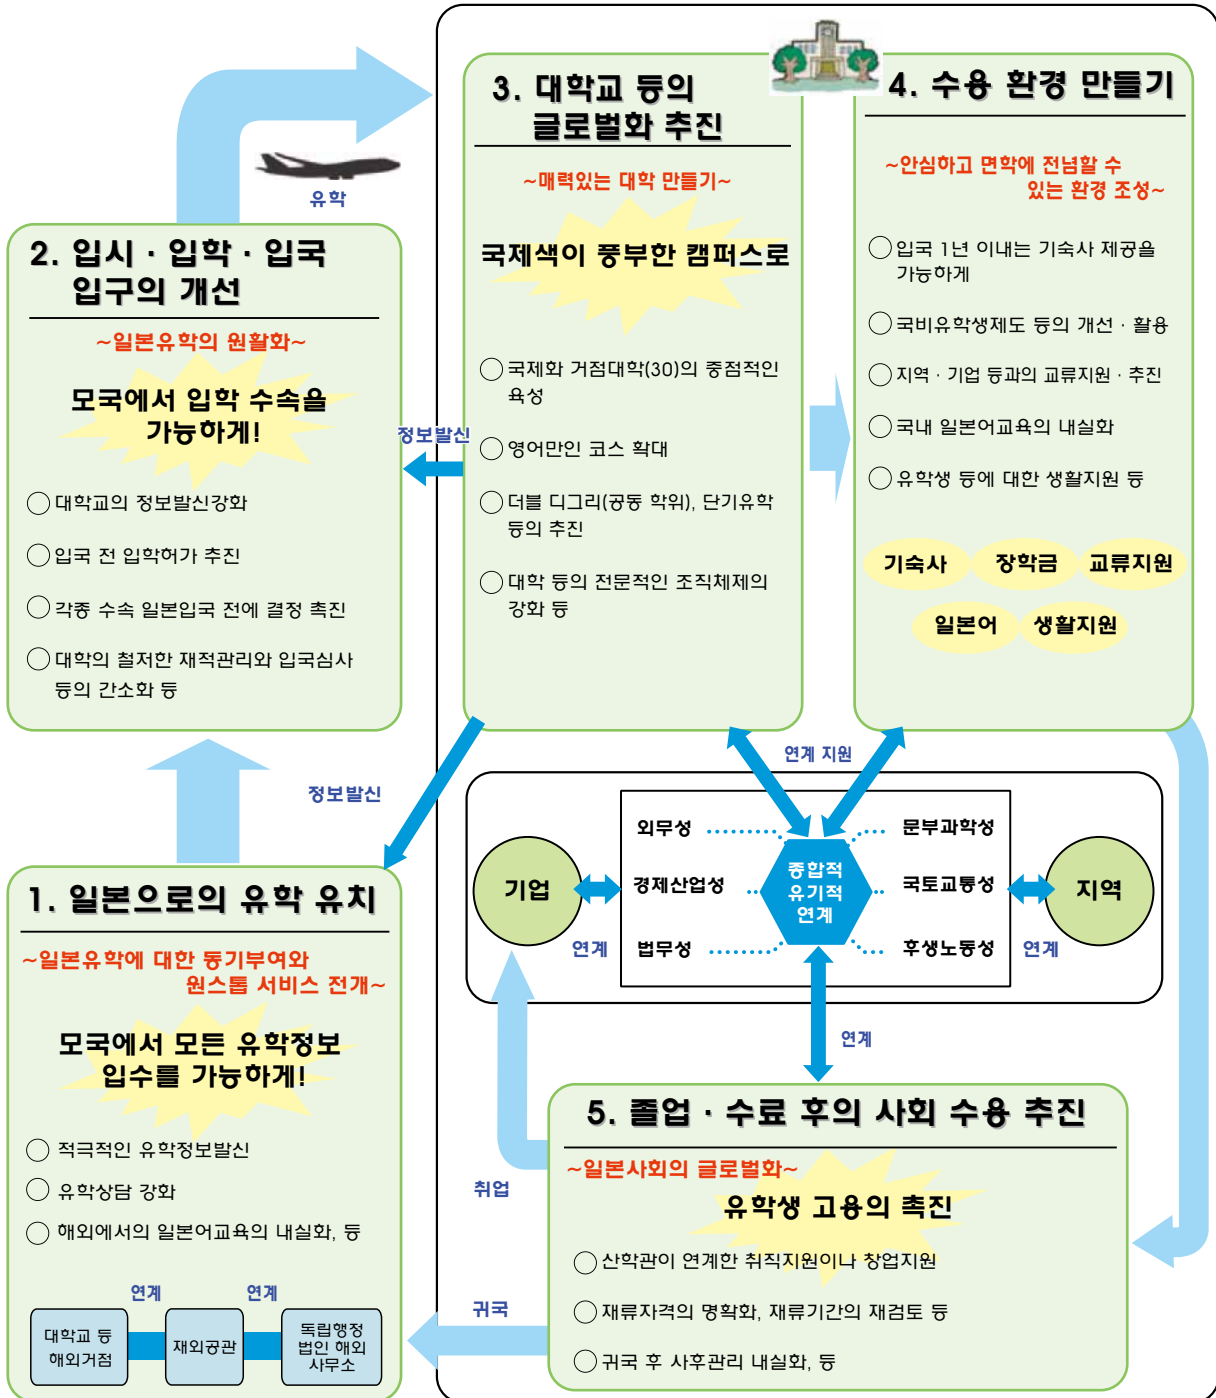 3. 대학교 등의
글로벌화 추진
~매력있는 대학 만들기~
국제색이 풍부한 캠퍼스로
○ 국제화 거점대학(30)의 중점적인
육성
○ 영어만인 코스 확대
○ 더블 디그리(공동 학위), 단기유학
등의 추진
○ 대학 등의 전문적인 조직체제의
강화 등
4. 수용 환경 만들기
~안심하고 면학에 전념할 수
있는 환경 조성~
○ 입국 1년 이내는 기숙사 제공을
가능하게
○ 국비유학생제도 등의 개선 · 활용
○ 지역 · 기업 등과의 교류지원 · 추진
○ 국내 일본어교육의 내실화
○ 유학생 등에 대한 생활지원 등
기숙사
장학금
교류지원
일본어
생활지원
유학
2. 입시 · 입학 · 입국
입구의 개선
~일본유학의 원활화~
모국에서 입학 수속을
가능하게!
○ 대학교의 정보발신강화
○ 입국 전 입학허가 추진
○ 각종 수속 일본입국 전에 결정 촉진
○ 대학의 철저한 재적관리와 입국심사
등의 간소화 등
정보발신
정보발신
연계 지원
외무성
문부과학성
경제산업성
국토교통성
법무성
후생노동성
종합적
유기적
연계
기업
지역
연계
연계
연계
1. 일본으로의 유학 유치
~일본유학에 대한 동기부여와
원스톱 서비스 전개~
모국에서 모든 유학정보
입수를 가능하게!
○ 적극적인 유학정보발신
○ 유학상담 강화
○ 해외에서의 일본어교육의 내실화, 등
연계
연계
대학교 등
해외거점
재외공관
독립행정
법인 해외
사무소
취업
귀국
5. 졸업 · 수료 후의 사회 수용 추진
~일본사회의 글로벌화~
유학생 고용의 촉진
○ 산학관이 연계한 취직지원이나 창업지원
○ 재류자격의 명확화, 재류기간의 재검토 등
○ 귀국 후 사후관리 내실화, 등